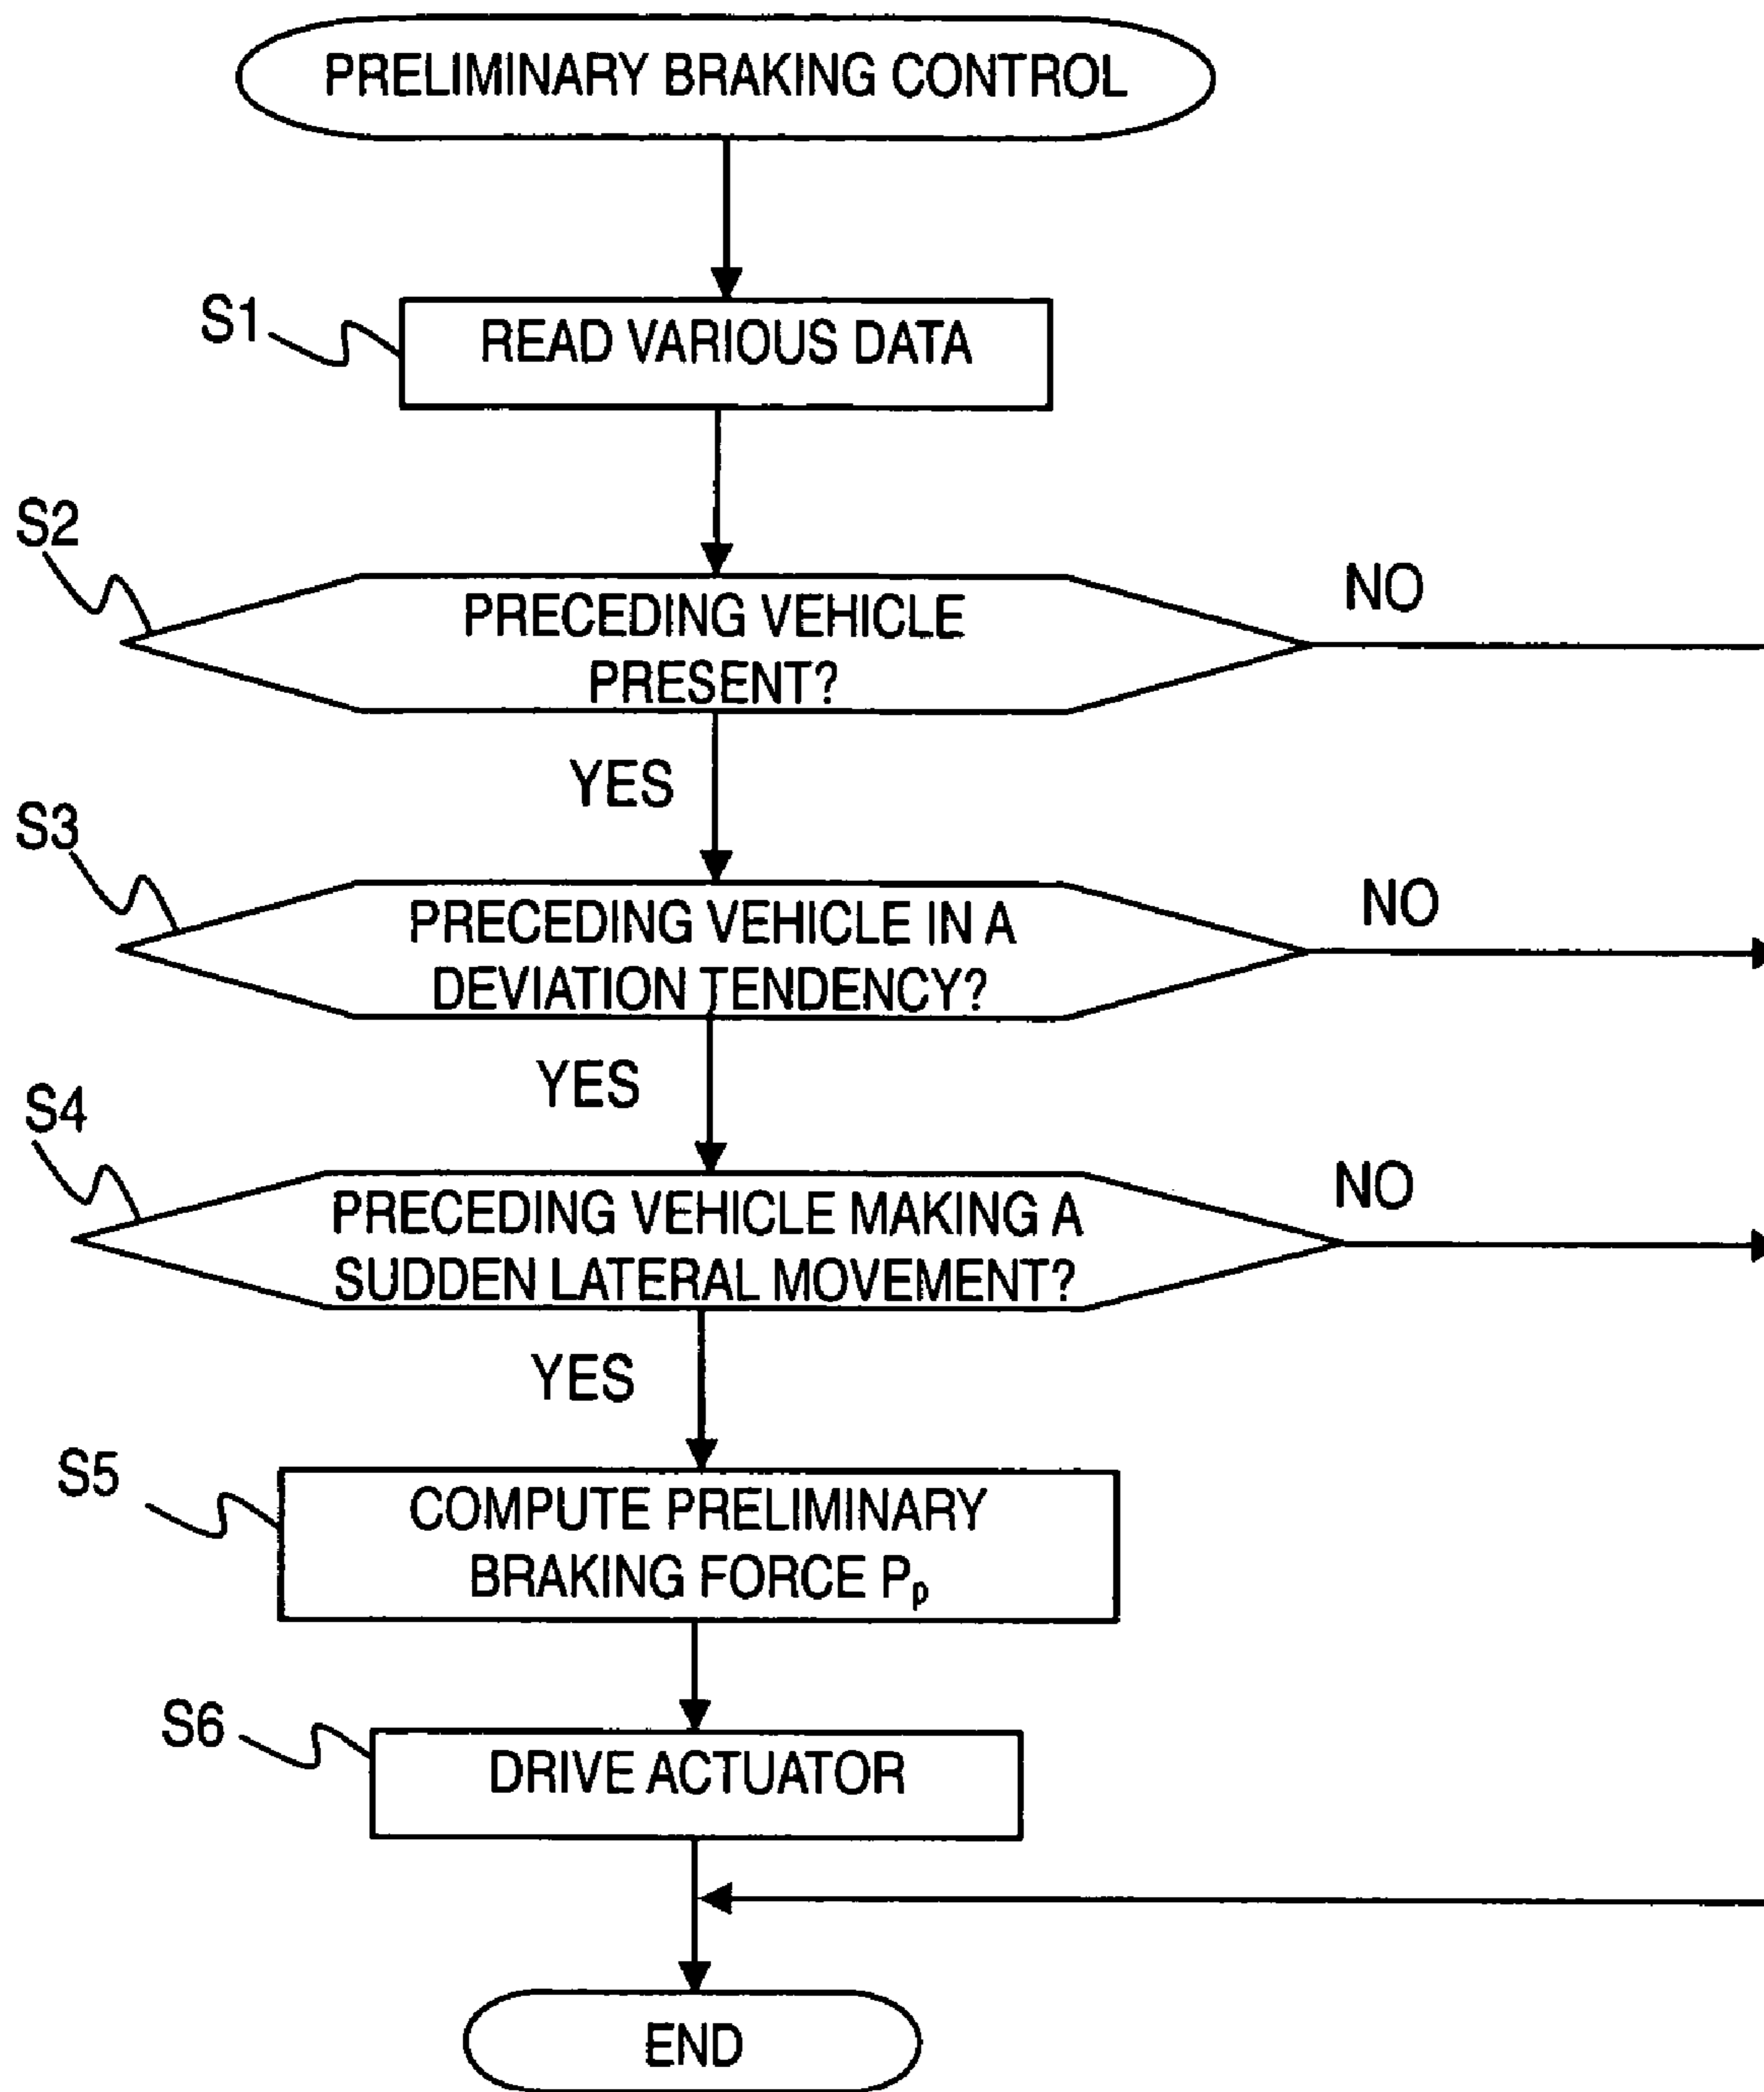 PRELIMINARY BRAKING CONTROL
S1
READ VARIOUS DATA
S2
PRECEDING VEHICLE
PRESENT?
NO
YES
S3
PRECEDING VEHICLE IN A
DEVIATION TENDENCY?
NO
YES
S4
PRECEDING VEHICLE MAKING A
SUDDEN LATERAL MOVEMENT?
NO
YES
S5
COMPUTE PRELIMINARY
BRAKING FORCE Pp
S6
DRIVE ACTUATOR
END